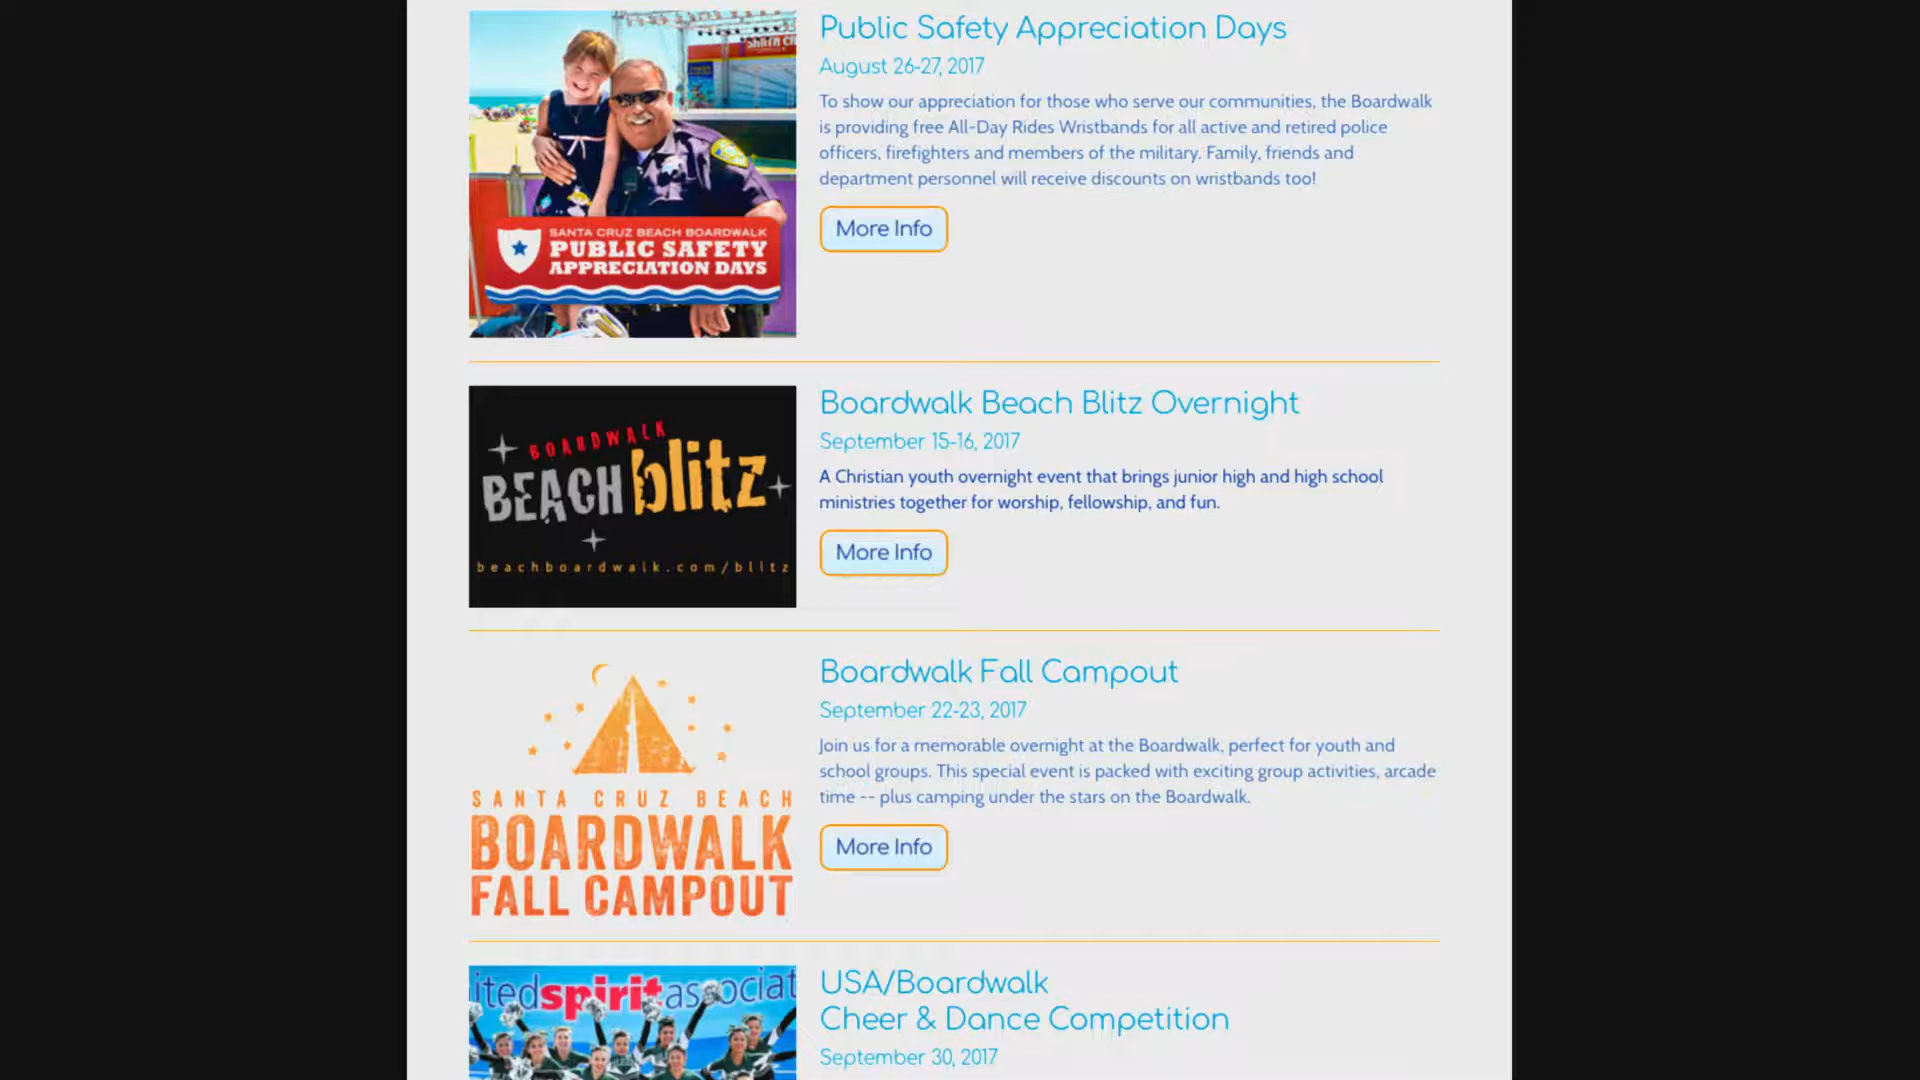 SANTA CRUZ BEACH BOARDWALK
PUBLIC SAFETY
APPRECIATION DAYS
Public Safety Appreciation Days
August 26-27, 2017
To show our appreciation for those who serve our communities, the Boardwalk
is providing free All-Day Rides Wristbands for all active and retired police
officers, firefighters and members of the military. Family, friends and
department personnel will receive discounts on wristbands too!
More Info
BOARDWALK
BEACH blitz
beachboardwalk.com/blitz
Boardwalk Beach Blitz Overnight
September 15-16, 2017
A Christian youth overnight event that brings junior high and high school
ministries together for worship, fellowship, and fun.
More Info
SANTA CRUZ BEACH
BOARDWALK
FALL CAMPOUT
Boardwalk Fall Campout
September 22-23, 2017
Join us for a memorable overnight at the Boardwalk, perfect for youth and
school groups. This special event is packed with exciting group activities, arcade
time -- plus camping under the stars on the Boardwalk.
More Info
itedspiritassociat
USA/Boardwalk
Cheer & Dance Competition
September 30, 2017